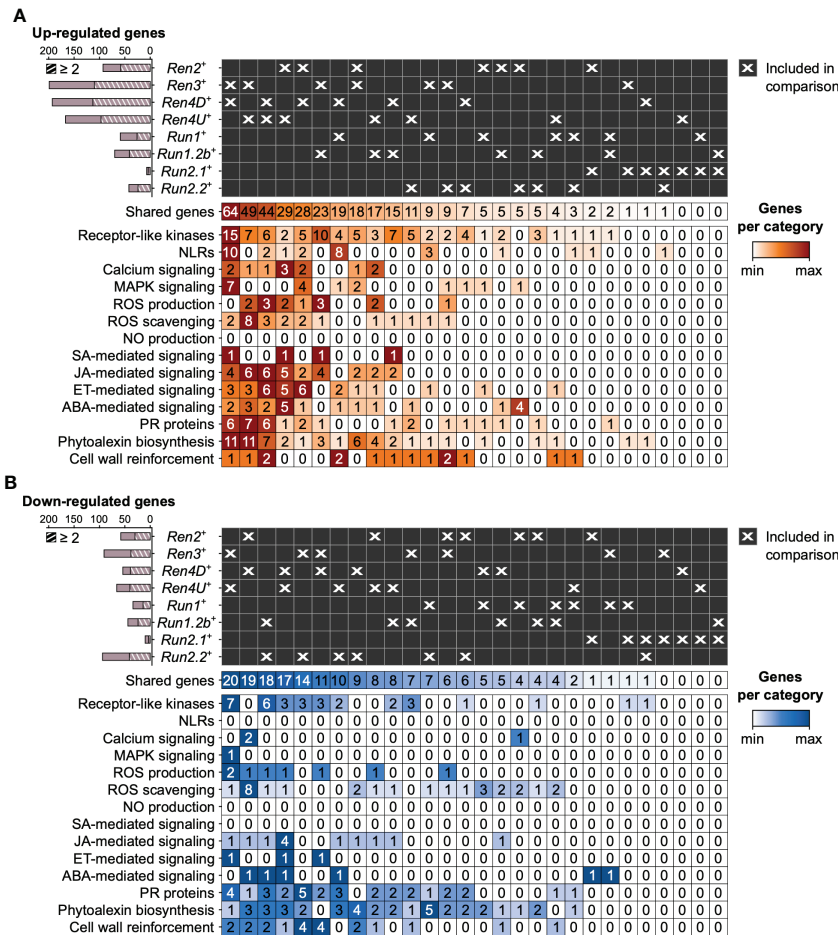 A
Up-regulated genes
200 150 100 50 0
≥ 2
Ren2⁺
Ren3⁺
Ren4D⁺
Ren4U⁺
Run1⁺
Run1.2b⁺
Run2.1⁺
Run2.2⁺
Included in
comparison
Shared genes 64 49 44 29 28 23 19 18 17 15 11 9 9 7 5 5 5 5 4 3 2 2 1 1 1 0 0 0
Receptor-like kinases 15 7 6 2 5 10 4 5 3 7 5 2 2 4 1 2 0 3 1 1 1 1 0 0 0 0 0 0
NLRs 10 0 2 1 2 0 8 0 0 0 0 3 0 0 0 1 0 0 0 1 1 0 0 0 1 0 0 0
Calcium signaling 2 1 1 3 2 0 0 1 2 0 0 0 0 0 0 0 0 0 0 0 0 0 0 0 0 0 0 0
MAPK signaling 7 0 0 0 4 0 1 2 0 0 0 0 1 1 1 0 1 0 0 0 0 0 0 0 0 0 0 0
ROS production 0 2 3 2 1 3 0 0 2 0 0 0 1 0 0 0 0 0 0 0 0 0 0 0 0 0 0 0
ROS scavenging 2 8 3 2 2 1 0 0 1 1 1 1 1 0 0 0 0 0 0 0 0 0 0 0 0 0 0 0
NO production 0 0 0 0 0 0 0 0 0 0 0 0 0 0 0 0 0 0 0 0 0 0 0 0 0 0 0 0
SA-mediated signaling 1 0 0 1 0 1 0 0 0 1 0 0 0 0 0 0 0 0 0 0 0 0 0 0 0 0 0 0
JA-mediated signaling 4 6 6 5 2 4 0 2 2 2 0 0 0 0 0 0 0 0 0 0 0 0 0 0 0 0 0 0
ET-mediated signaling 3 3 6 5 6 0 2 1 1 0 0 1 0 0 1 0 0 0 1 0 0 0 0 0 0 0 0 0
ABA-mediated signaling 2 3 2 5 1 0 1 1 1 0 1 0 0 0 0 1 4 0 0 0 0 0 0 0 0 0 0 0
PR proteins 6 7 6 1 2 1 0 0 0 1 2 0 1 1 1 1 0 1 0 0 0 1 0 0 0 0 0 0
Phytoalexin biosynthesis 11 11 7 2 1 3 1 6 4 2 1 1 1 0 1 0 0 1 1 0 0 0 1 1 0 0 0 0
Cell wall reinforcement 1 1 2 0 0 0 2 0 1 1 1 1 2 1 0 0 0 0 1 1 0 0 0 0 0 0 0 0
Genes
per category
min max
B
Down-regulated genes
200 150 100 50 0
≥ 2
Ren2⁺
Ren3⁺
Ren4D⁺
Ren4U⁺
Run1⁺
Run1.2b⁺
Run2.1⁺
Run2.2⁺
Included in
comparison
Shared genes 20 19 18 17 14 11 10 9 8 8 7 7 6 6 5 5 4 4 4 2 1 1 1 1 0 0 0 0
Receptor-like kinases 7 0 6 3 3 3 2 0 0 2 3 0 0 1 0 0 0 1 0 0 0 0 1 1 0 0 0 0
NLRs 0 0 0 0 0 0 0 0 0 0 0 0 0 0 0 0 0 0 0 0 0 0 0 0 0 0 0 0
Calcium signaling 0 2 0 0 0 0 0 0 0 0 0 0 0 0 0 0 1 0 0 0 0 0 0 0 0 0 0 0
MAPK signaling 1 0 0 0 0 0 0 0 0 0 0 0 0 0 0 0 0 0 0 0 0 0 0 0 0 0 0 0
ROS production 2 1 1 1 0 1 0 0 1 0 0 0 1 0 0 0 0 0 0 0 0 0 0 0 0 0 0 0
ROS scavenging 1 8 1 1 0 0 0 2 1 1 0 1 1 1 3 2 2 1 2 0 0 0 0 0 0 0 0 0
NO production 0 0 0 0 0 0 0 0 0 0 0 0 0 0 0 0 0 0 0 0 0 0 0 0 0 0 0 0
SA-mediated signaling 0 0 0 0 0 0 0 0 0 0 0 0 0 0 0 0 0 0 0 0 0 0 0 0 0 0 0 0
JA-mediated signaling 1 1 1 4 0 0 1 1 1 1 0 0 0 0 0 1 0 0 0 0 0 0 0 0 0 0 0 0
ET-mediated signaling 1 0 0 1 0 1 0 0 0 0 0 0 0 0 0 0 0 0 0 0 0 0 0 0 0 0 0 0
ABA-mediated signaling 0 1 1 1 0 0 1 0 0 0 0 0 0 0 0 0 0 0 0 0 1 1 0 0 0 0 0 0
PR proteins 4 1 3 2 5 2 3 0 2 2 2 1 2 2 0 0 0 0 1 1 0 0 0 0 0 0 0 0
Phytoalexin biosynthesis 1 3 3 3 2 0 3 4 2 2 1 5 2 2 2 1 1 2 0 1 0 0 0 0 0 0 0 0
Cell wall reinforcement 2 2 2 1 4 4 0 2 1 0 1 0 0 0 0 1 0 0 1 0 0 0 0 0 0 0 0 0
Genes
per category
min max